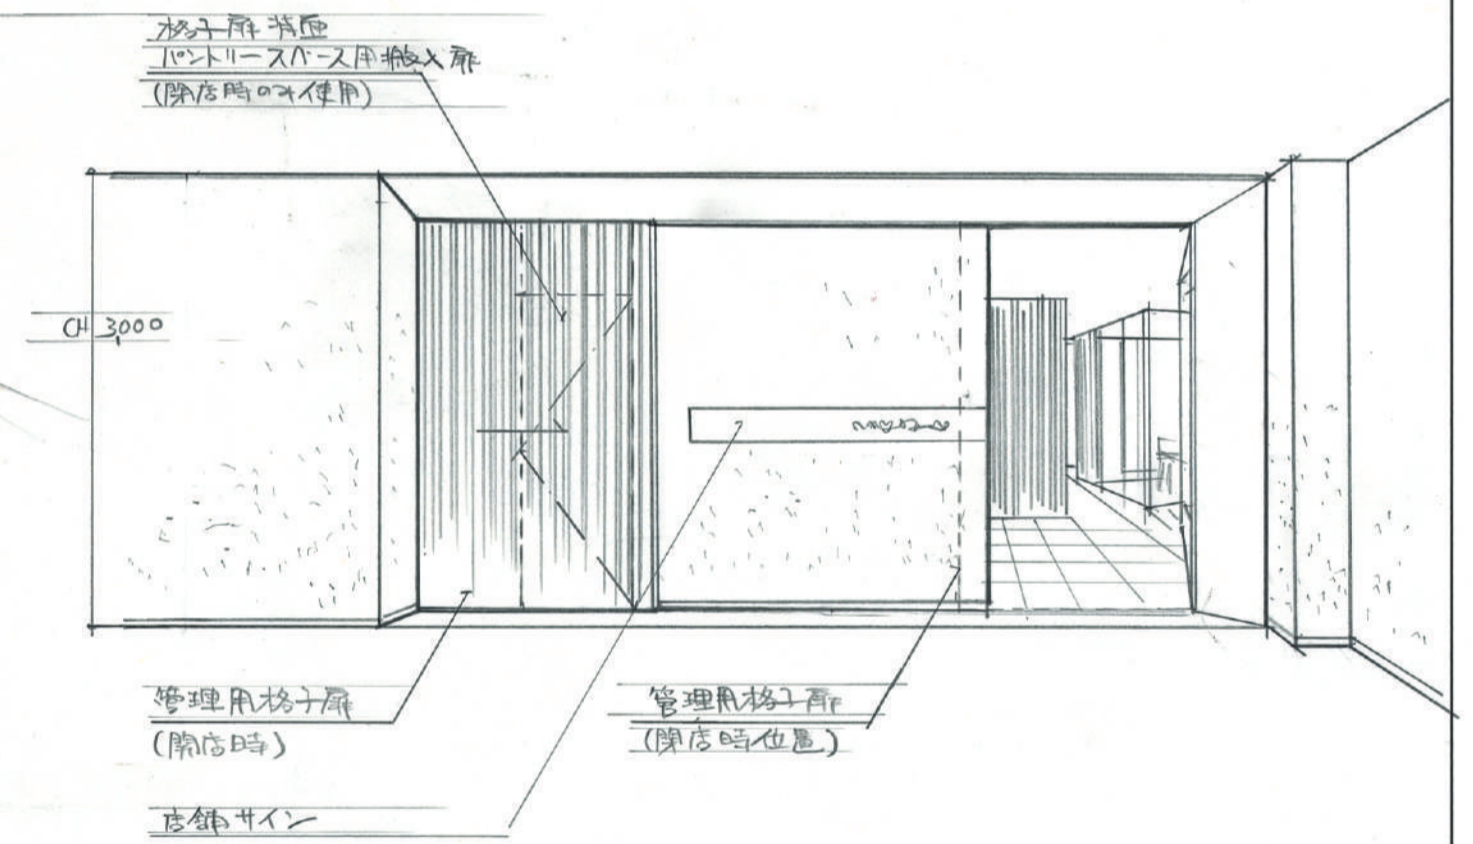 格子扉背面
パントリースペース用搬入扉
(閉店時のみ使用)
CH 3,000
管理用格子扉
(開店時)
管理用格子扉
(閉店時位置)
店舗サイン